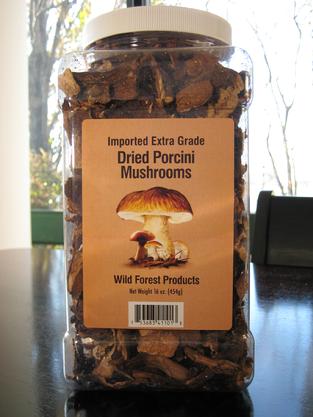 Imported Extra Grade
Dried Porcini
Mushrooms
Wild Forest Products
Net Weight 16 oz. (454g)